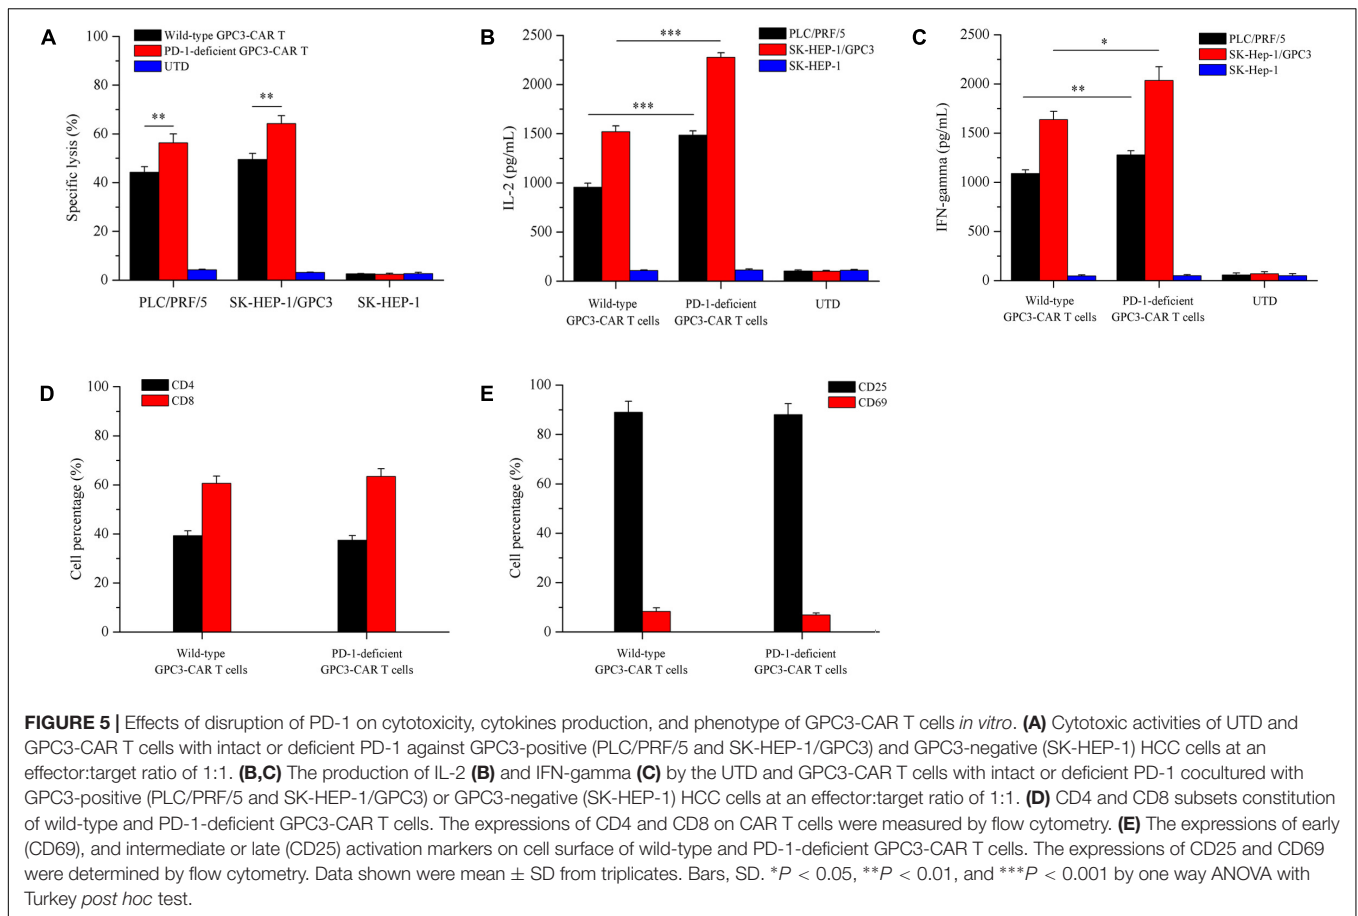 A
Wild-type GPC3-CAR T
PD-1-deficient GPC3-CAR T
UTD
Specific lysis (%)
100
80
60
40
20
0
**
**
PLC/PRF/5 SK-HEP-1/GPC3 SK-HEP-1
B
PLC/PRF/5
SK-HEP-1/GPC3
SK-HEP-1
IL-2 (pg/mL)
2500
2000
1500
1000
500
0
***
***
Wild-type PD-1-deficient UTD
GPC3-CAR T cells GPC3-CAR T cells
C
PLC/PRF/5
SK-Hep-1/GPC3
SK-Hep-1
IFN-gamma (pg/mL)
2500
2000
1500
1000
500
0
*
**
Wild-type PD-1-deficient UTD
GPC3-CAR T cells GPC3-CAR T cells
D
CD4
CD8
Cell percentage (%)
100
80
60
40
20
0
Wild-type PD-1-deficient
GPC3-CAR T cells GPC3-CAR T cells
E
CD25
CD69
Cell percentage (%)
100
80
60
40
20
0
Wild-type PD-1-deficient
GPC3-CAR T cells GPC3-CAR T cells
FIGURE 5 | Effects of disruption of PD-1 on cytotoxicity, cytokines production, and phenotype of GPC3-CAR T cells in vitro. (A) Cytotoxic activities of UTD and
GPC3-CAR T cells with intact or deficient PD-1 against GPC3-positive (PLC/PRF/5 and SK-HEP-1/GPC3) and GPC3-negative (SK-HEP-1) HCC cells at an
effector:target ratio of 1:1. (B,C) The production of IL-2 (B) and IFN-gamma (C) by the UTD and GPC3-CAR T cells with intact or deficient PD-1 cocultured with
GPC3-positive (PLC/PRF/5 and SK-HEP-1/GPC3) or GPC3-negative (SK-HEP-1) HCC cells at an effector:target ratio of 1:1. (D) CD4 and CD8 subsets constitution
of wild-type and PD-1-deficient GPC3-CAR T cells. The expressions of CD4 and CD8 on CAR T cells were measured by flow cytometry. (E) The expressions of early
(CD69), and intermediate or late (CD25) activation markers on cell surface of wild-type and PD-1-deficient GPC3-CAR T cells. The expressions of CD25 and CD69
were determined by flow cytometry. Data shown were mean ± SD from triplicates. Bars, SD. *P < 0.05, **P < 0.01, and ***P < 0.001 by one way ANOVA with
Turkey post hoc test.